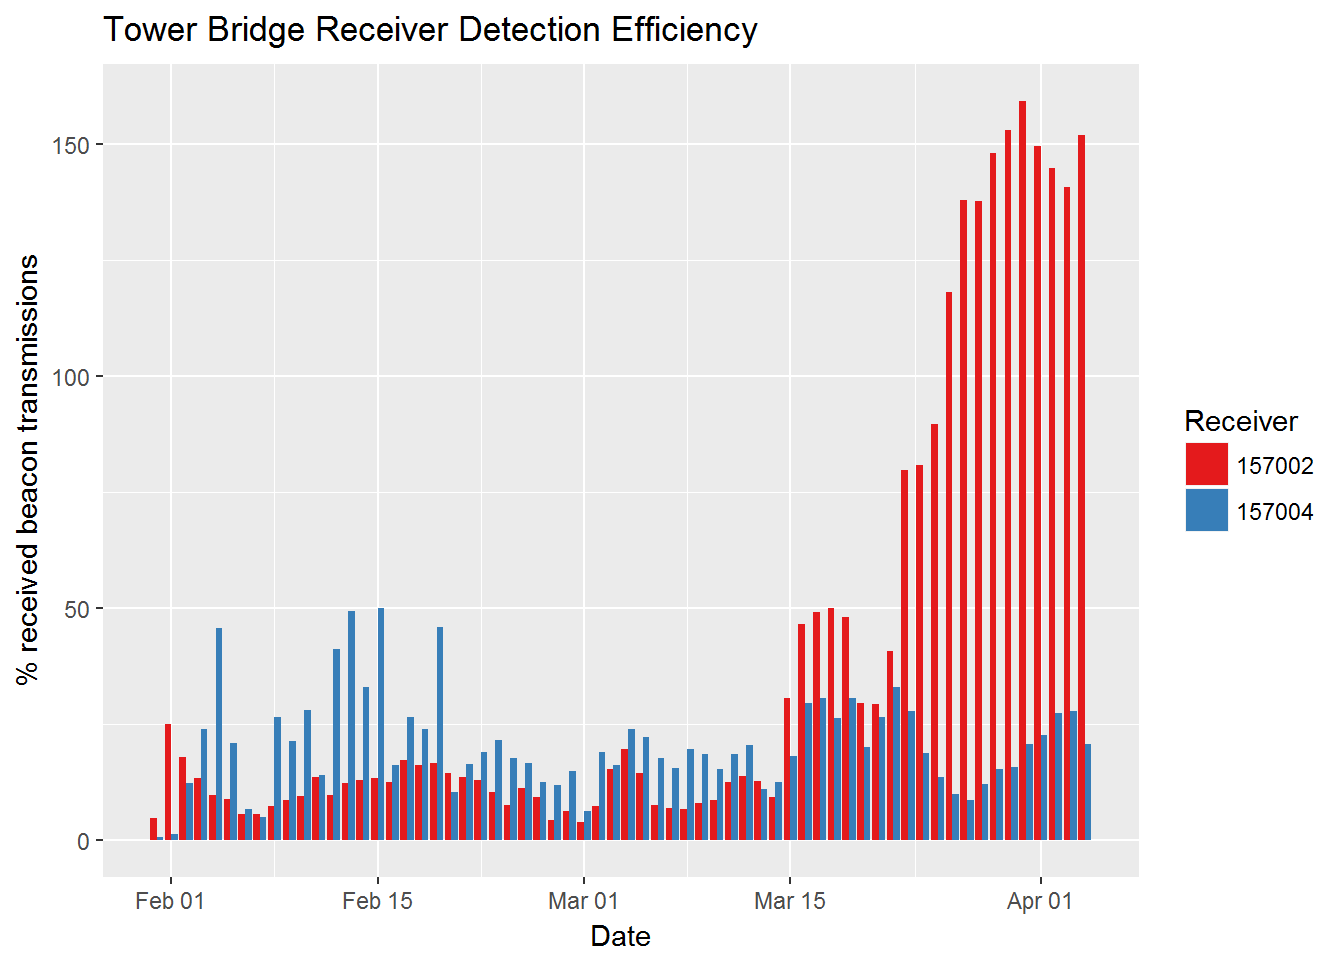 Tower Bridge Receiver Detection Efficiency
% received beacon transmissions
150
100
50
0
Feb 01
Feb 15
Mar 01
Mar 15
Apr 01
Date
Receiver
157002
157004